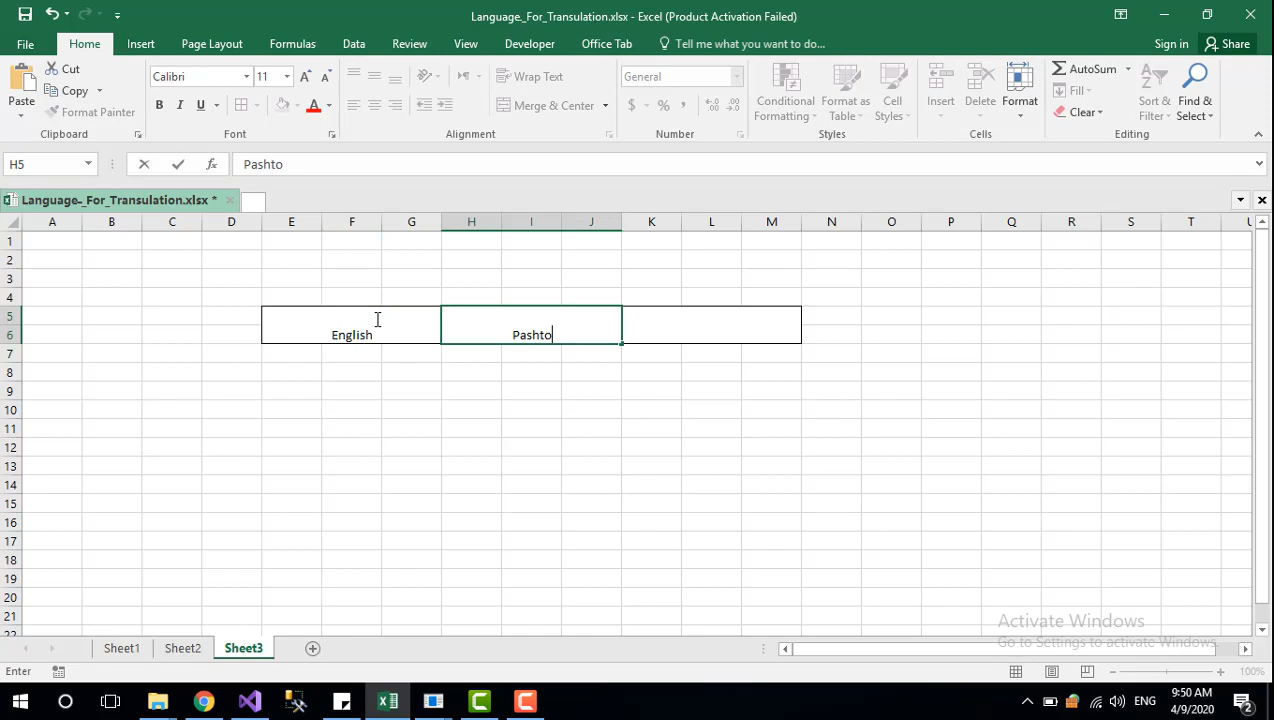 Language_For_Transulation.xlsx - Excel (Product Activation Failed)
File Home Insert Page Layout Formulas Data Review View Developer Office Tab Tell me what you want to do... Sign in Share
Paste Cut Copy Format Painter Clipboard
Calibri 11 B I U A Font
Wrap Text Merge & Center Alignment
General $ % , Number
Conditional Formatting Format as Table Cell Styles Styles
Insert Delete Format Cells
AutoSum Fill Clear Sort & Filter Find & Select Editing
H5 fx Pashto
Language_For_Transulation.xlsx *
A B C D E F G H I J K L M N O P Q R S T U
1
2
3
4
5
6 English Pashto
7
8
9
10
11
12
13
14
15
16
17
18
19
20
21
22
Activate Windows
Go to Settings to activate Windows.
Sheet1 Sheet2 Sheet3
Enter 100%
ENG 9:50 AM
4/9/2020 2